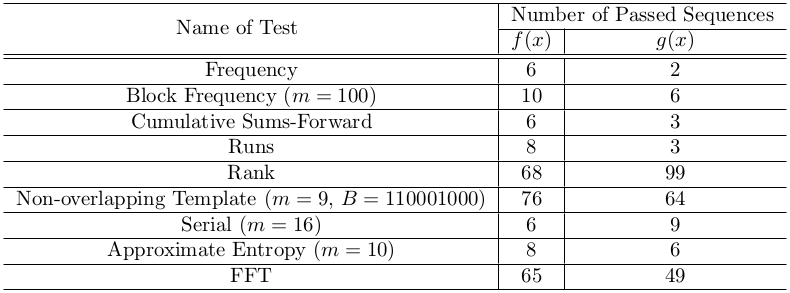 Name of Test Number of Passed Sequences
f(x) g(x)
Frequency 6 2
Block Frequency (m = 100) 10 6
Cumulative Sums-Forward 6 3
Runs 8 3
Rank 68 99
Non-overlapping Template (m = 9, B = 110001000) 76 64
Serial (m = 16) 6 9
Approximate Entropy (m = 10) 8 6
FFT 65 49